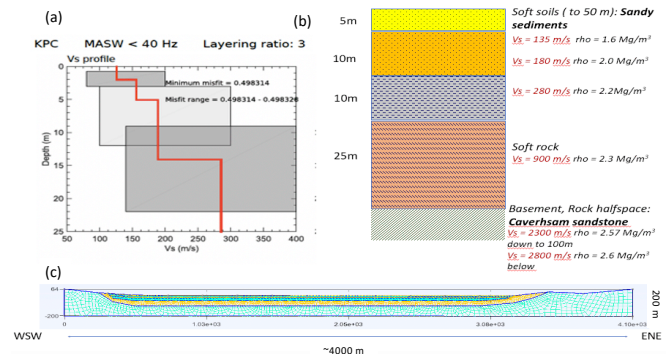 (a)
KPC MASW < 40 Hz Layering ratio: 3
Vs profile
Minimum misfit = 0.498314
Misfit range = 0.498314 - 0.498328
0
5
10
15
20
25
Depth (m)
50 100 150 200 250 300 350 400
Vs (m/s)
(b)
5m
10m
10m
25m
Soft soils ( to 50 m): Sandy
sediments
Vs = 135 m/s rho = 1.6 Mg/m³
Vs = 180 m/s rho = 2.0 Mg/m³
Vs = 280 m/s rho = 2.2Mg/m³
Soft rock
Vs = 900 m/s rho = 2.3 Mg/m³
Basement, Rock halfspace:
Caverhsam sandstone
Vs = 2300 m/s rho = 2.57 Mg/m³
down to 100m
Vs = 2800 m/s rho = 2.6 Mg/m³
below
(c)
64
0
-200
200 m
0 1.03e+03 2.05e+03 3.08e+03 4.10e+03
WSW ENE
~4000 m